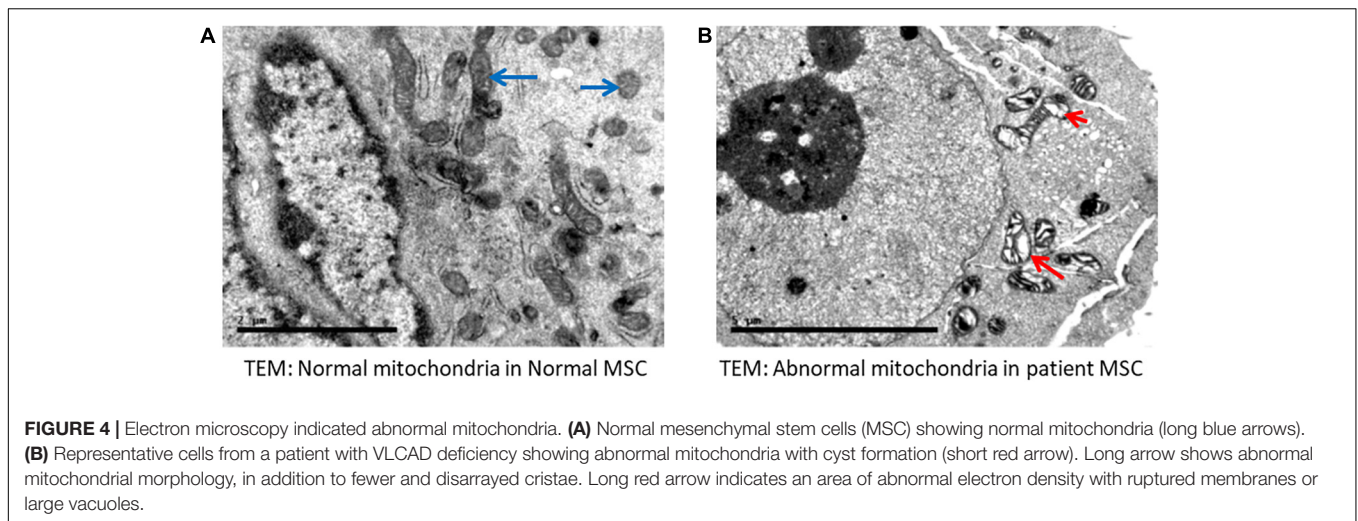 A
B
2 μm
5 μm
TEM: Normal mitochondria in Normal MSC
TEM: Abnormal mitochondria in patient MSC
FIGURE 4 | Electron microscopy indicated abnormal mitochondria. (A) Normal mesenchymal stem cells (MSC) showing normal mitochondria (long blue arrows).
(B) Representative cells from a patient with VLCAD deficiency showing abnormal mitochondria with cyst formation (short red arrow). Long arrow shows abnormal
mitochondrial morphology, in addition to fewer and disarrayed cristae. Long red arrow indicates an area of abnormal electron density with ruptured membranes or
large vacuoles.